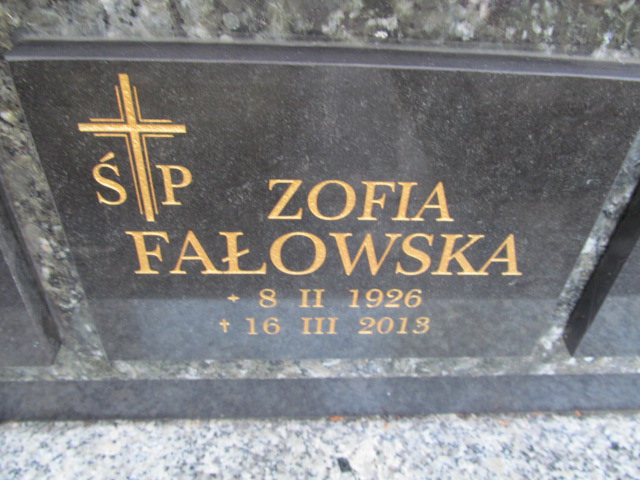 Ś P
ZOFIA
FAŁOWSKA
+ 8 II 1926
† 16 III 2013